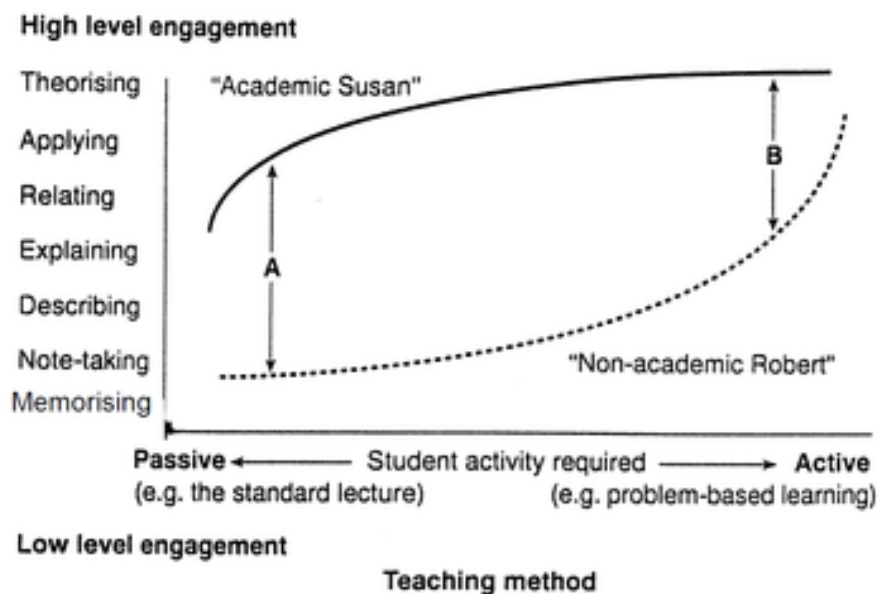 High level engagement
Theorising
"Academic Susan"
Applying
B
Relating
Explaining
A
Describing
Note-taking
"Non-academic Robert"
Memorising
Passive Student activity required Active
(e.g. the standard lecture) (e.g. problem-based learning)
Low level engagement
Teaching method